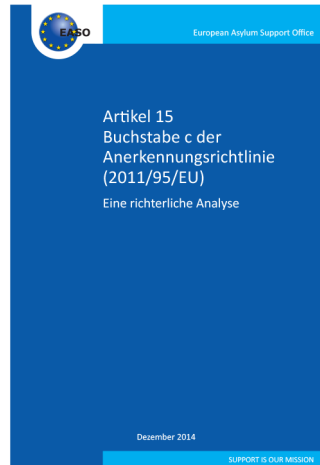 EASO
European Asylum Support Office
Artikel 15
Buchstabe c der
Anerkennungsrichtlinie
(2011/95/EU)
Eine richterliche Analyse
Dezember 2014
SUPPORT IS OUR MISSION